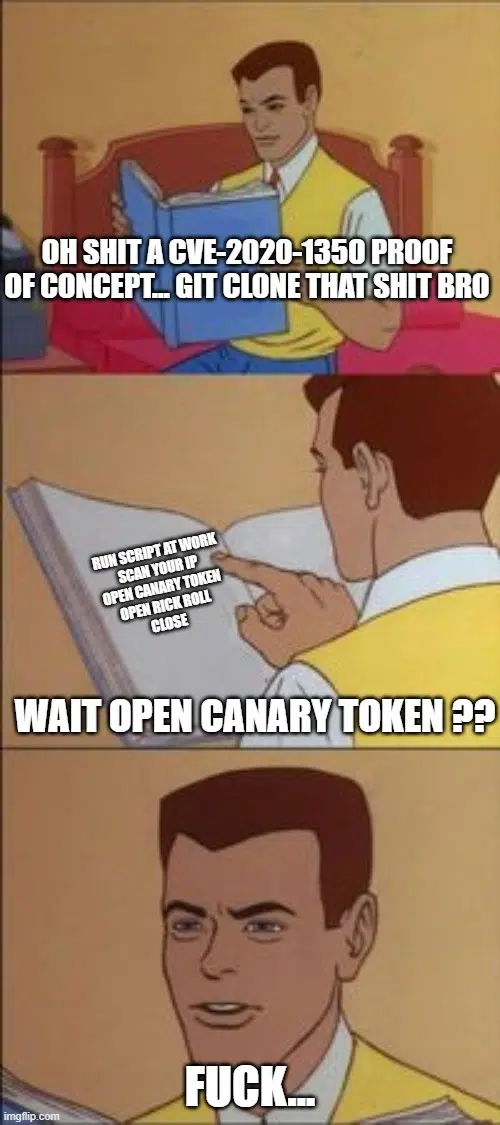 OH SHIT A CVE-2020-1350 PROOF
OF CONCEPT... GIT CLONE THAT SHIT BRO
RUN SCRIPT AT WORK
SCAN YOUR IP
OPEN CANARY TOKEN
OPEN RICK ROLL
CLOSE
WAIT OPEN CANARY TOKEN ??
FUCK...
imgflip.com